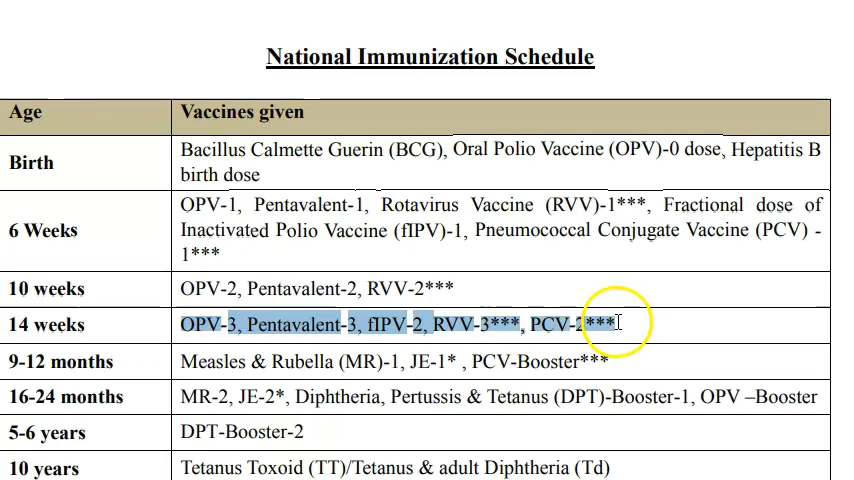 National Immunization Schedule
Age Vaccines given
Birth Bacillus Calmette Guerin (BCG), Oral Polio Vaccine (OPV)-0 dose, Hepatitis B
birth dose
6 Weeks OPV-1, Pentavalent-1, Rotavirus Vaccine (RVV)-1***, Fractional dose of
Inactivated Polio Vaccine (fIPV)-1, Pneumococcal Conjugate Vaccine (PCV) -
1***
10 weeks OPV-2, Pentavalent-2, RVV-2***
14 weeks OPV-3, Pentavalent-3, fIPV-2, RVV-3***, PCV-2***
9-12 months Measles & Rubella (MR)-1, JE-1* , PCV-Booster***
16-24 months MR-2, JE-2*, Diphtheria, Pertussis & Tetanus (DPT)-Booster-1, OPV –Booster
5-6 years DPT-Booster-2
10 years Tetanus Toxoid (TT)/Tetanus & adult Diphtheria (Td)